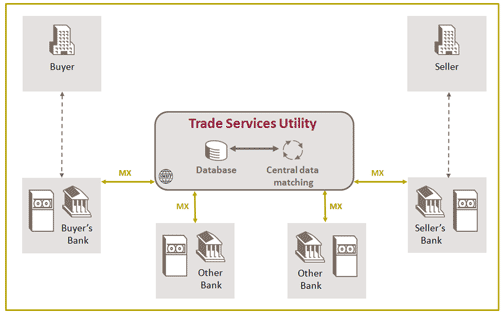 Buyer
Seller
Trade Services Utility
Database
Central data
matching
MX
MX
MX
MX
Buyer's
Bank
Other
Bank
Other
Bank
Seller's
Bank